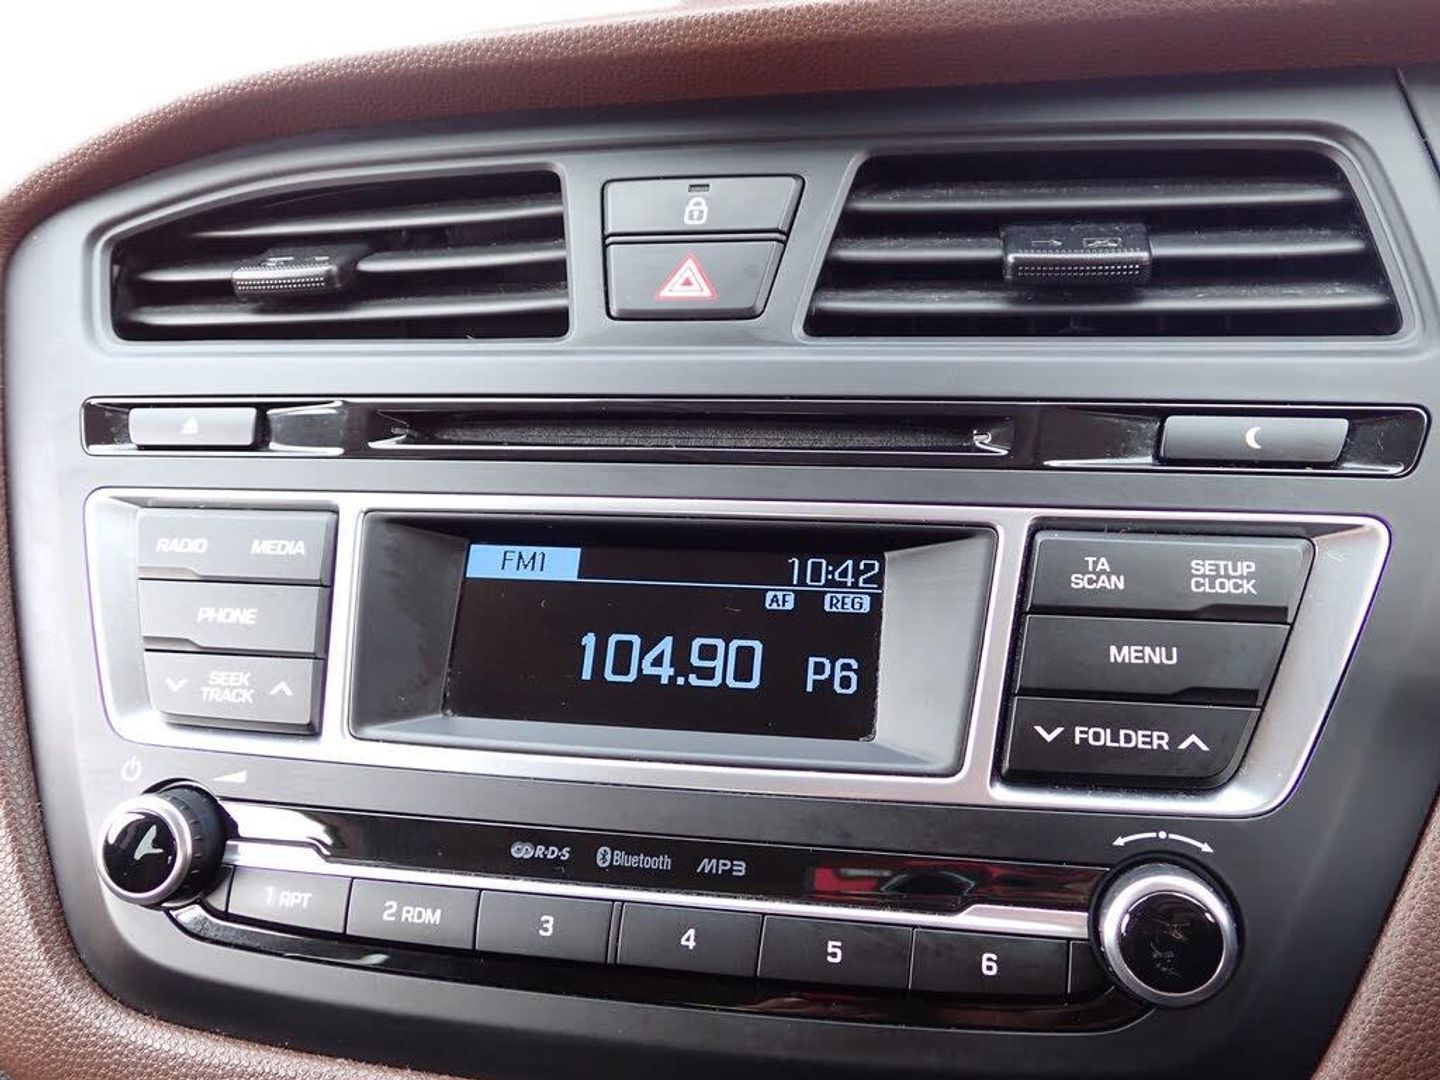 RADIO MEDIA
PHONE
SEEK
TRACK
FM1 10:42
AF REG
104.90 P6
TA
SCAN
SETUP
CLOCK
MENU
FOLDER
R·D·S Bluetooth MP3
1 RPT 2 RDM 3 4 5 6